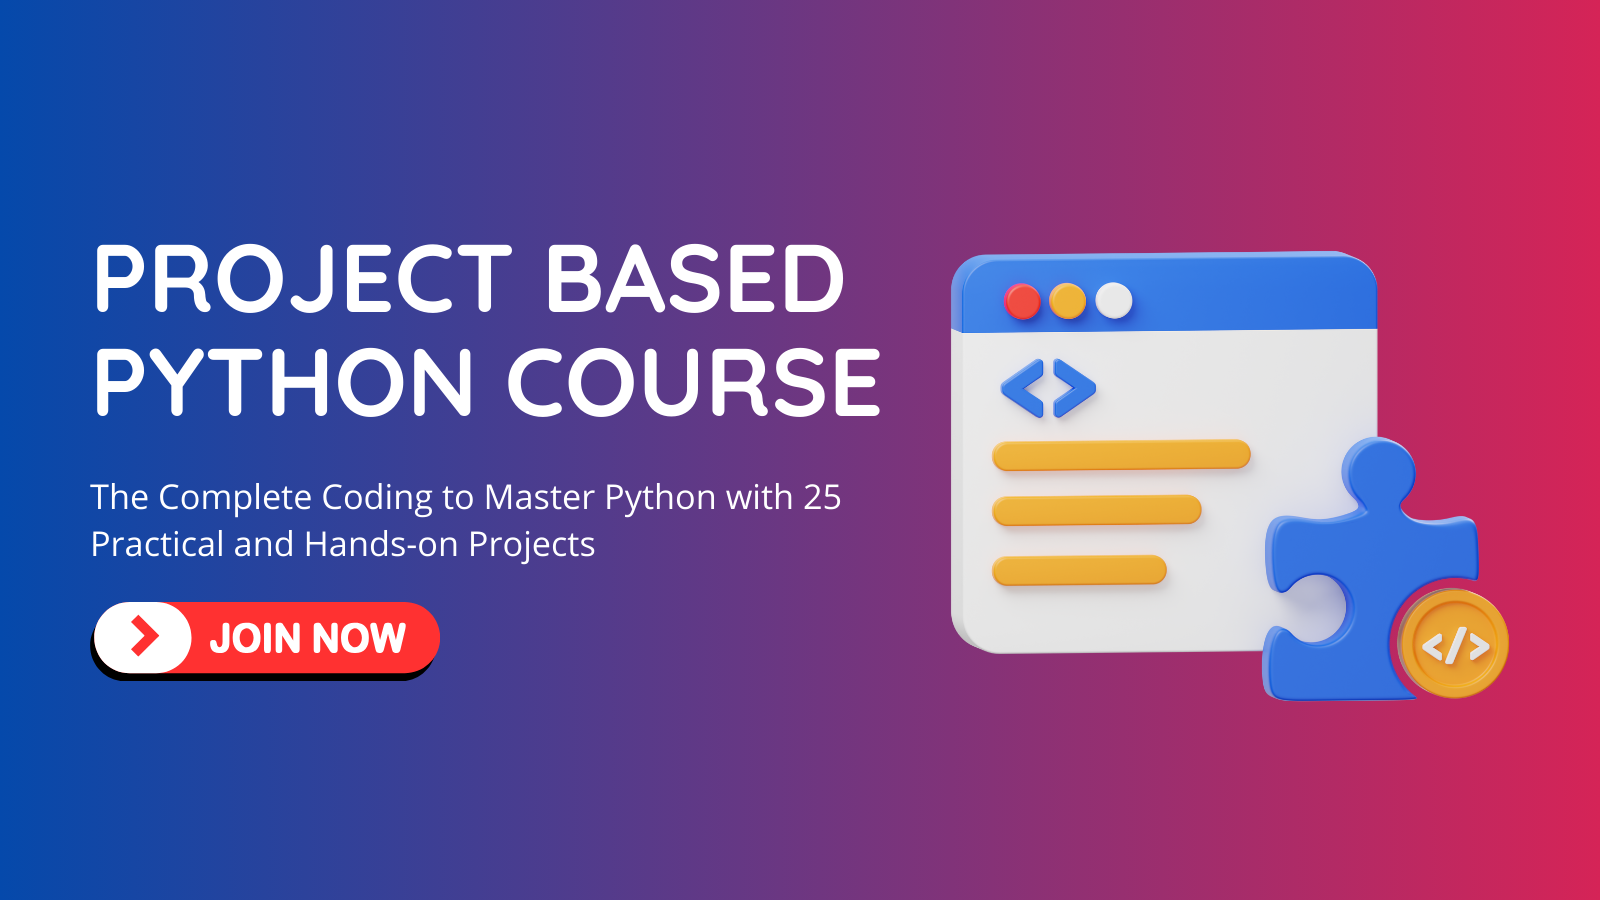 PROJECT BASED
PYTHON COURSE
The Complete Coding to Master Python with 25
Practical and Hands-on Projects
JOIN NOW
< >
</>